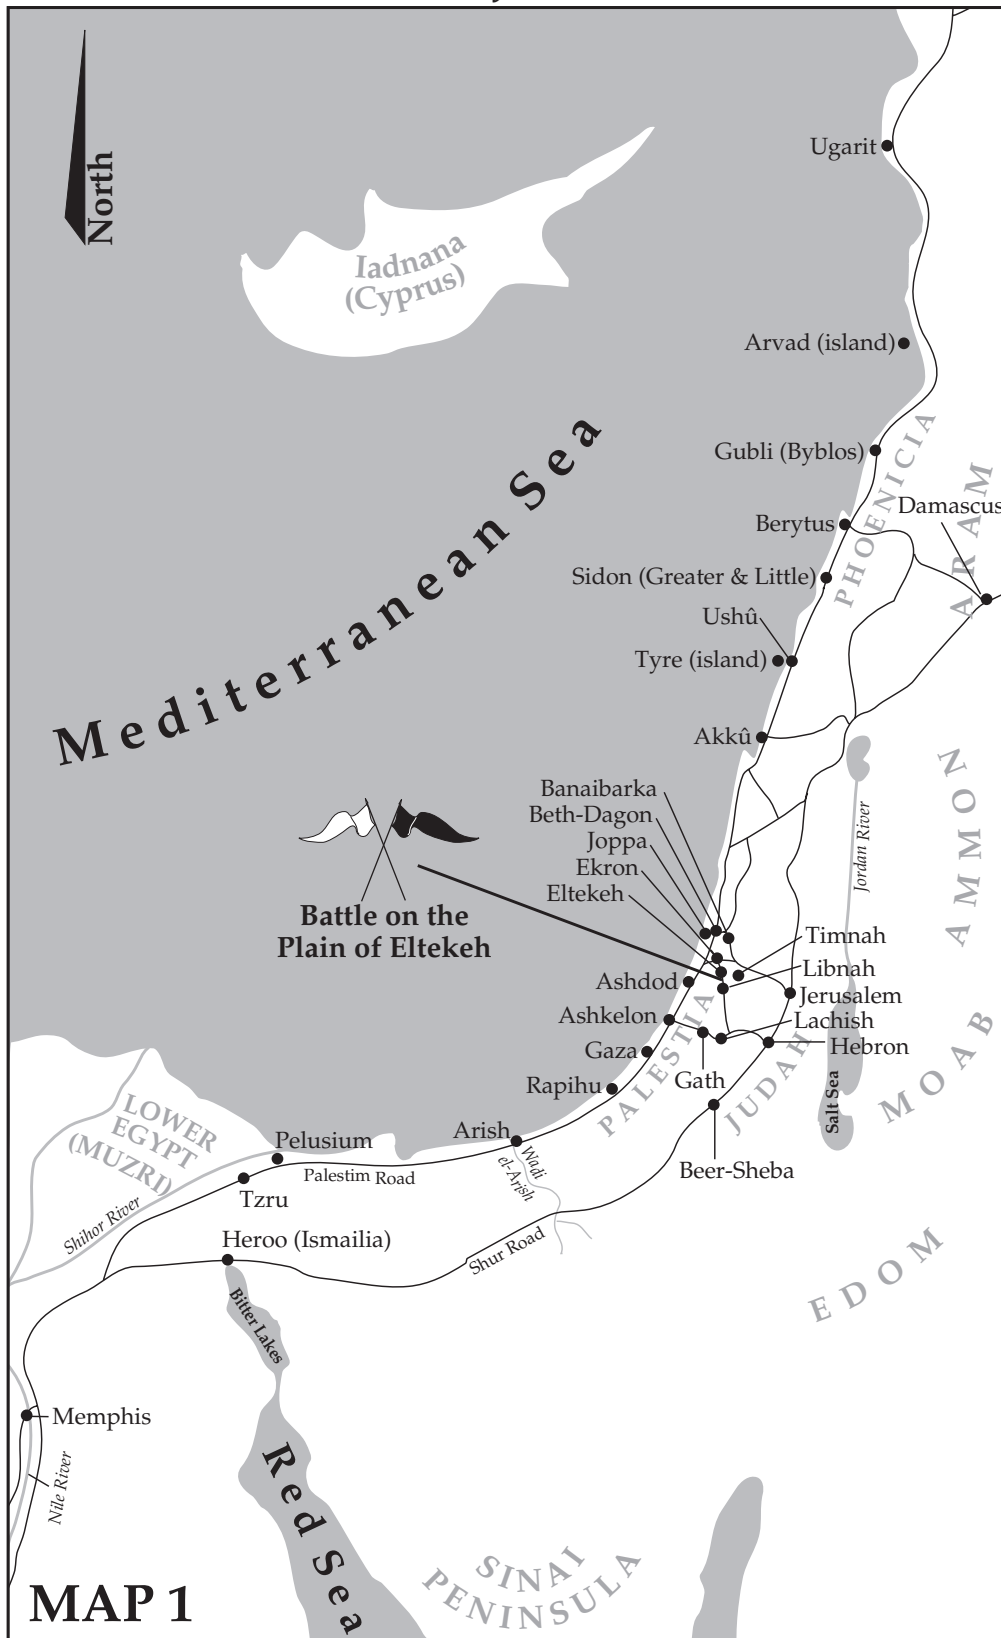 North
Ugarit
Iadnana
(Cyprus)
Arvad (island)
Mediterranean Sea
Gubli (Byblos)
PHOENICIA
ARAM
Damascus
Berytus
Sidon (Greater & Little)
Ushû
Tyre (island)
Akkû
Banaibarka
Beth-Dagon
Joppa
Ekron
Eltekeh
Battle on the
Plain of Eltekeh
Jordan River
AMMON
Timnah
Libnah
Jerusalem
Lachish
Hebron
Ashdod
Ashkelon
Gaza
Rapihu
Gath
PALESTIA
JUDAH
Salt Sea
MOAB
Beer-Sheba
LOWER
EGYPT
(MUZRI)
Pelusium
Arish
Wadi
el-Arish
Palestim Road
Tzru
Shihor River
Heroo (Ismailia)
Shur Road
EDOM
Bitter Lakes
Memphis
Nile River
Red Sea
SINAI
PENINSULA
MAP 1